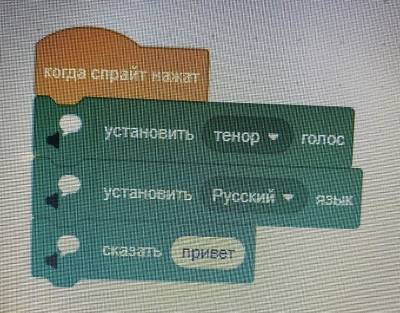 когда спрайт нажат
установить тенор голос
установить Русский язык
сказать привет